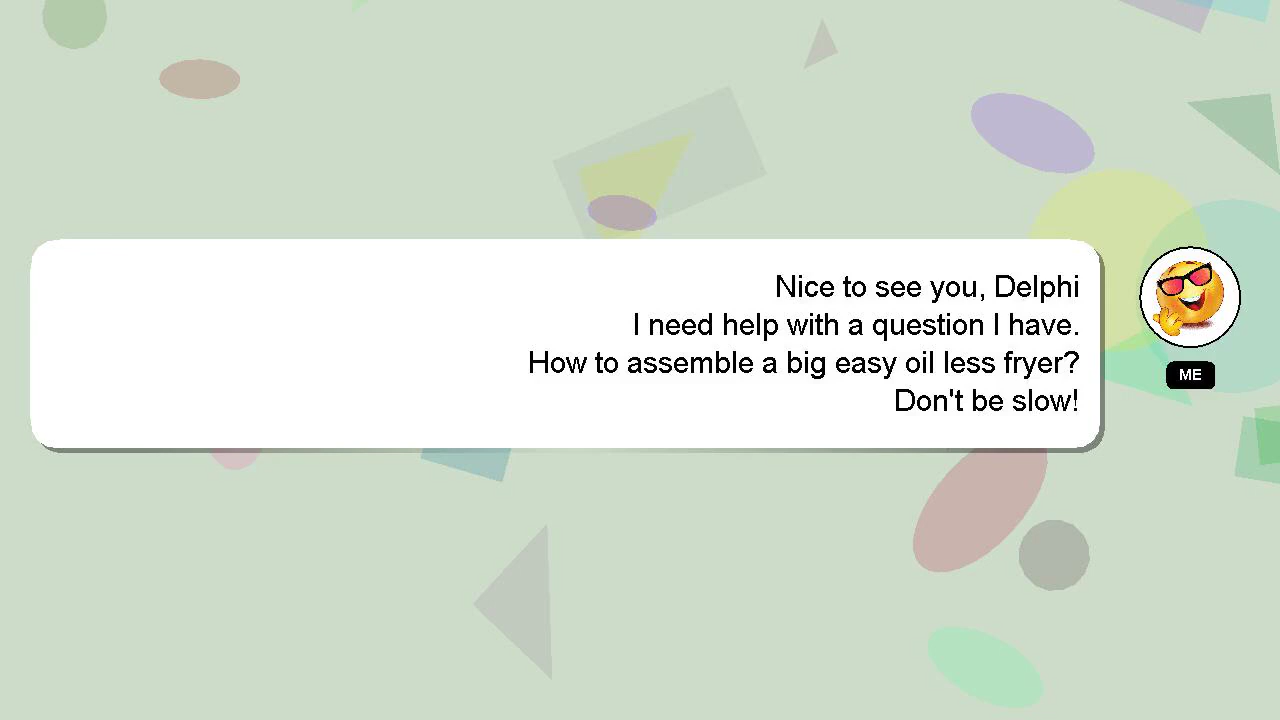 Nice to see you, Delphi
I need help with a question I have.
How to assemble a big easy oil less fryer?
Don't be slow!
ME